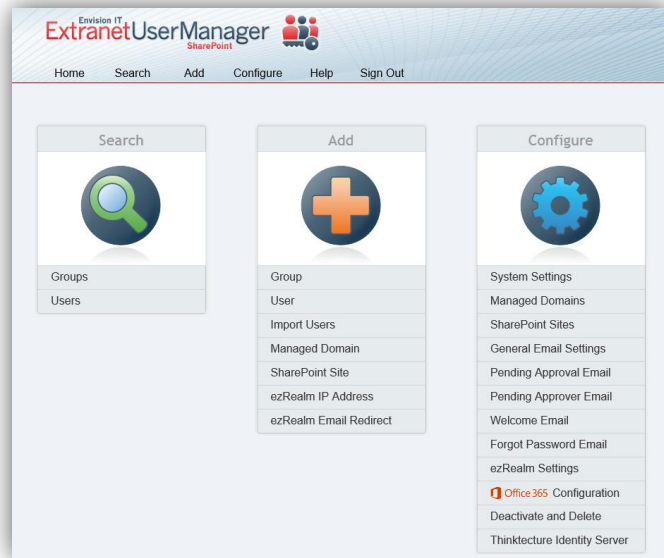 Envision IT
ExtranetUserManager
SharePoint
Home Search Add Configure Help Sign Out
Search
Groups
Users
Add
Group
User
Import Users
Managed Domain
SharePoint Site
ezRealm IP Address
ezRealm Email Redirect
Configure
System Settings
Managed Domains
SharePoint Sites
General Email Settings
Pending Approval Email
Pending Approver Email
Welcome Email
Forgot Password Email
ezRealm Settings
Office 365 Configuration
Deactivate and Delete
Thinktecture Identity Server